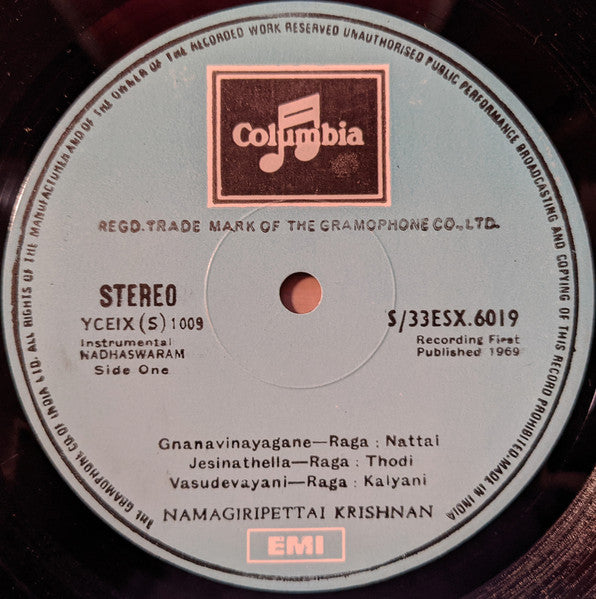 THE GRAMOPHONE CO. OF INDIA LTD. ALL RIGHTS OF THE MANUFACTURER AND OF THE OWNER OF THE RECORDED WORK RESERVED UNAUTHORISED PUBLIC PERFORMANCE BROADCASTING AND COPYING OF THIS RECORD PROHIBITED-MADE IN INDIA
Columbia
REGD. TRADE MARK OF THE GRAMOPHONE CO., LTD.
STEREO
YCEIX (S) 1009
Instrumental
NADHASWARAM
Side One
S/33ESX.6019
Recording First
Published 1969
Gnanavinayagane—Raga : Nattai
Jesinathella—Raga : Thodi
Vasudevayani—Raga : Kalyani
NAMAGIRIPETTAI KRISHNAN
EMI